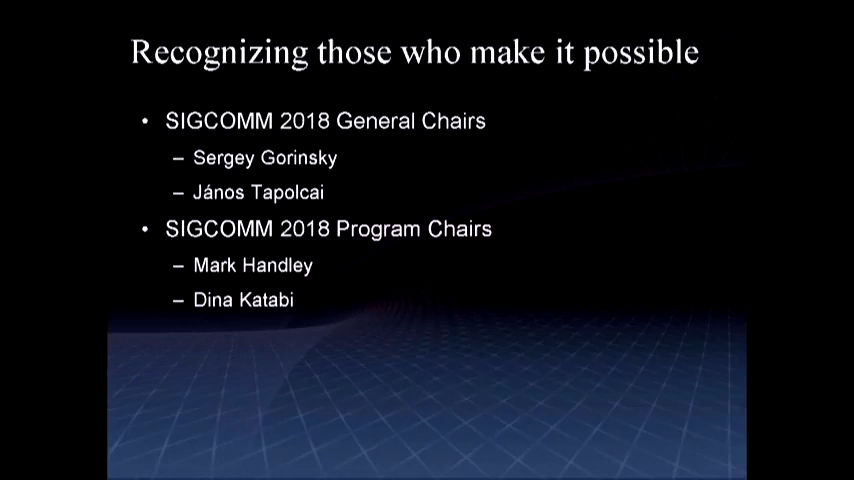 Recognizing those who make it possible
• SIGCOMM 2018 General Chairs
– Sergey Gorinsky
– János Tapolcai
• SIGCOMM 2018 Program Chairs
– Mark Handley
– Dina Katabi